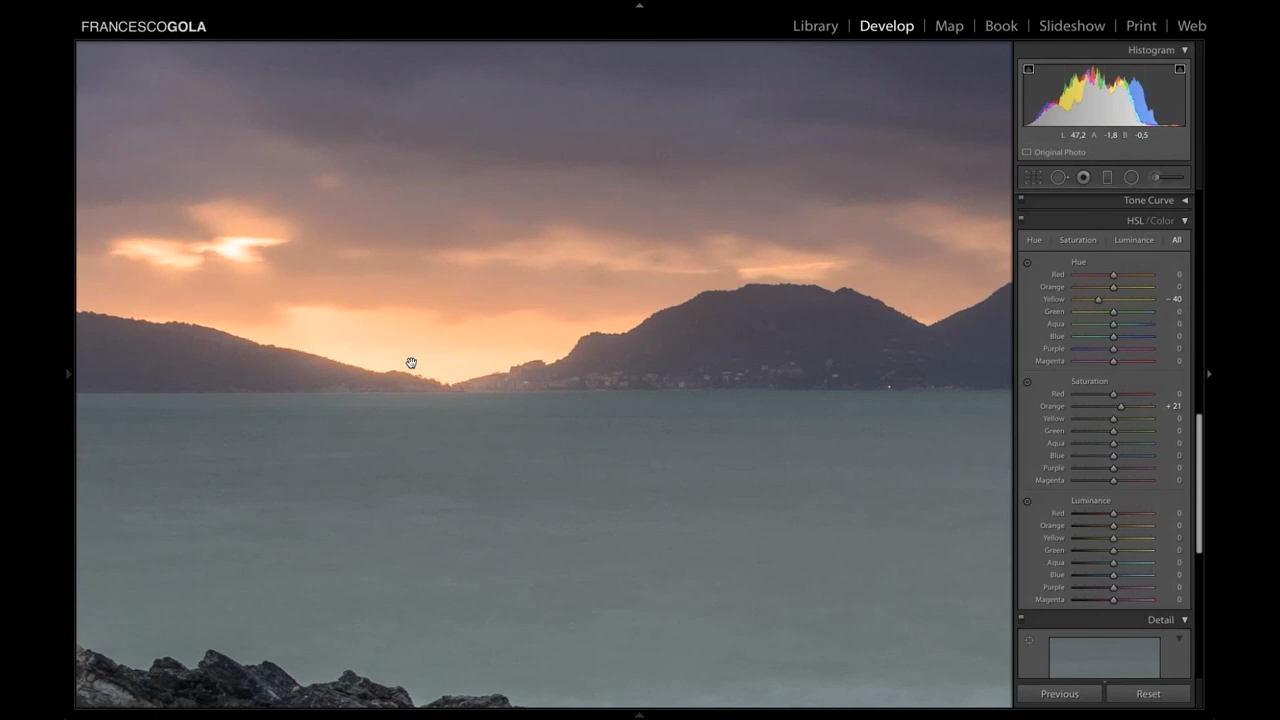 FRANCESCOGOLA
Library | Develop | Map | Book | Slideshow | Print | Web
Histogram
L 47,2 A -1,8 B -0,5
Original Photo
Tone Curve
HSL / Color
Hue Saturation Luminance All
Hue
Red 0
Orange 0
Yellow - 40
Green 0
Aqua 0
Blue 0
Purple 0
Magenta 0
Saturation
Red 0
Orange + 21
Yellow 0
Green 0
Aqua 0
Blue 0
Purple 0
Magenta 0
Luminance
Red 0
Orange 0
Yellow 0
Green 0
Aqua 0
Blue 0
Purple 0
Magenta 0
Detail
Previous Reset